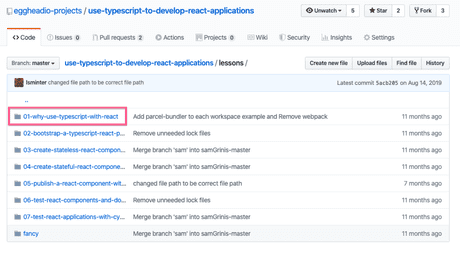 eggheadio-projects / use-typescript-to-develop-react-applications
Unwatch 5 Star 2 Fork 3
Code Issues 0 Pull requests 2 Actions Projects 0 Wiki Security Insights Settings
Branch: master use-typescript-to-develop-react-applications / lessons / Create new file Upload files Find file History
lsminter changed file path to be correct file path Latest commit 5acb205 on Aug 14, 2019
..
01-why-use-typescript-with-react Add parcel-bundler to each workspace example and Remove webpack 11 months ago
02-bootstrap-a-typescript-react-p... Remove unneeded lock files 11 months ago
03-create-stateless-react-compon... Merge branch 'sam' into samGrinis-master 11 months ago
04-create-stateful-react-compone... Merge branch 'sam' into samGrinis-master 11 months ago
05-publish-a-react-component-wit... changed file path to be correct file path 7 months ago
06-test-react-components-and-do... Remove unneeded lock files 11 months ago
07-test-react-applications-with-cy... Merge branch 'sam' into samGrinis-master 11 months ago
fancy Merge branch 'sam' into samGrinis-master 11 months ago